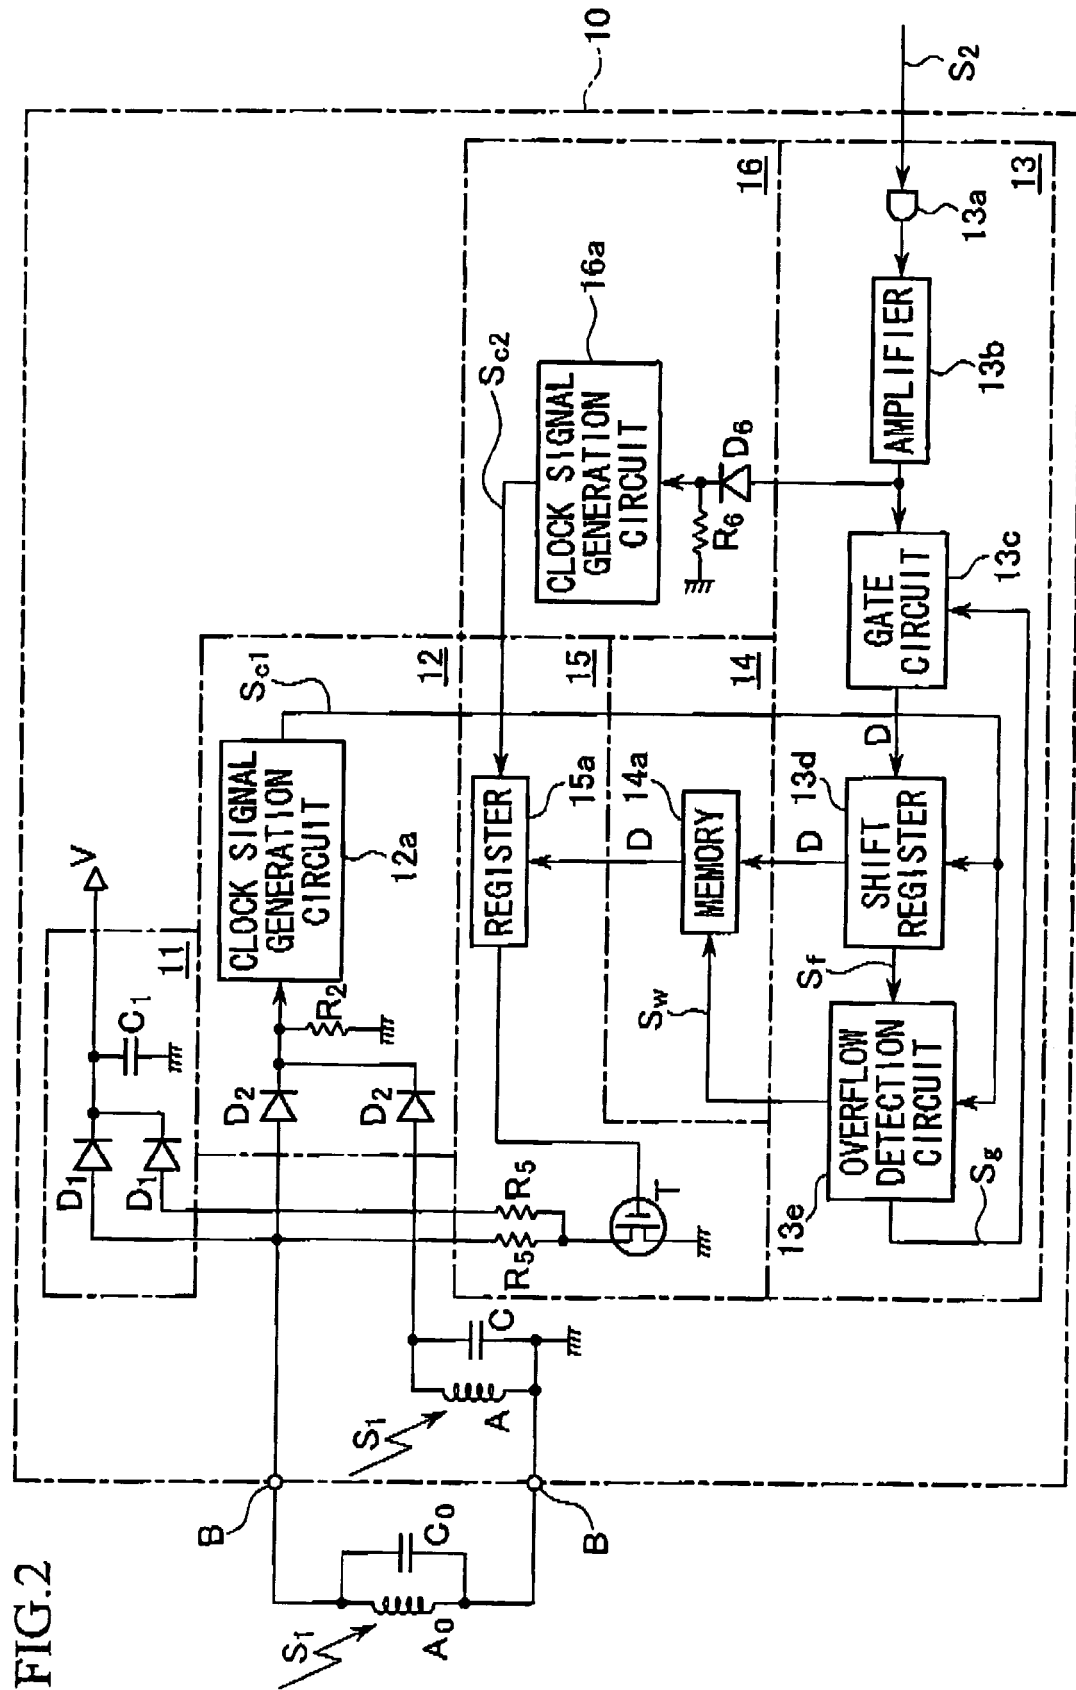 FIG.2
10
V
11
C1
D1
D1
12
CLOCK SIGNAL
GENERATION
CIRCUIT
12a
Sc1
R2
D2
D2
S1
A0
C0
B
B
S1
A
C
R5
R5
T
15
REGISTER
15a
Sc2
16
CLOCK SIGNAL
GENERATION
CIRCUIT
16a
R6
D6
14
MEMORY
14a
D
D
Sw
13
S2
13a
AMPLIFIER
13b
GATE
CIRCUIT
13c
D
SHIFT
REGISTER
13d
Sf
OVERFLOW
DETECTION
CIRCUIT
13e
Sg